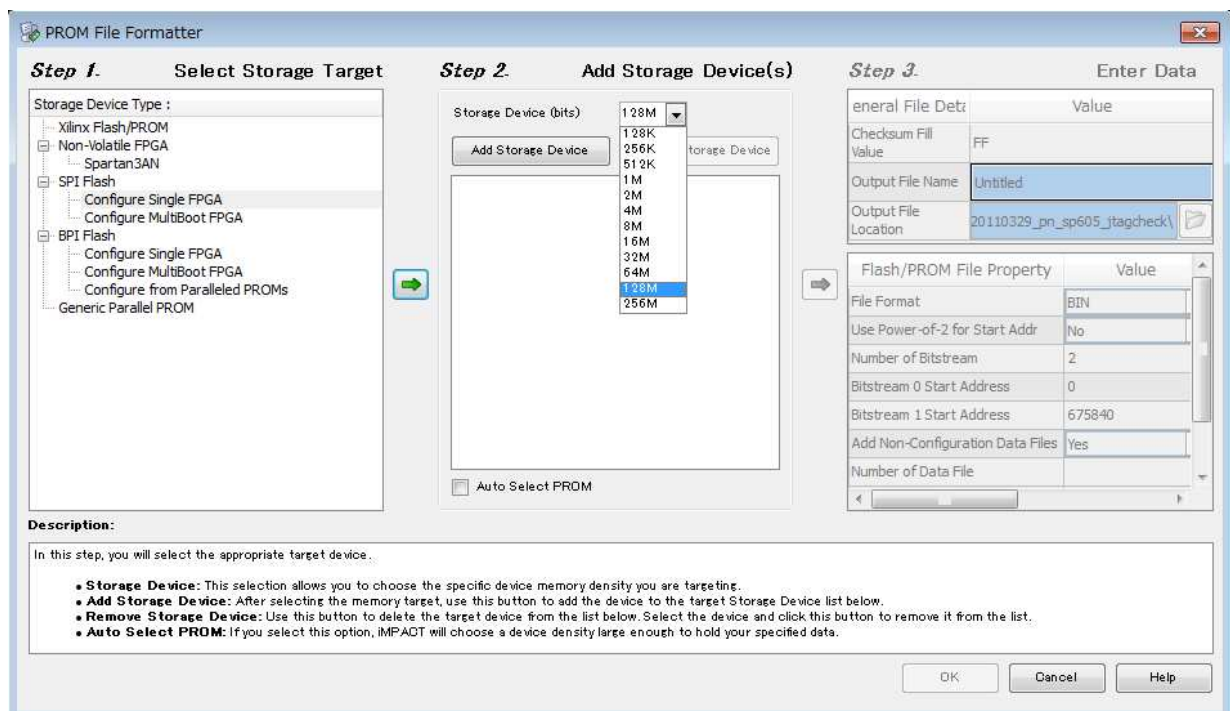 PROM File Formatter
Step 1. Select Storage Target
Storage Device Type :
Xilinx Flash/PROM
Non-Volatile FPGA
Spartan3AN
SPI Flash
Configure Single FPGA
Configure MultiBoot FPGA
BPI Flash
Configure Single FPGA
Configure MultiBoot FPGA
Configure from Paralleled PROMs
Generic Parallel PROM
Step 2. Add Storage Device(s)
Storage Device (bits) 128M
Add Storage Device torage Device
128K
256K
512K
1M
2M
4M
8M
16M
32M
64M
128M
256M
Auto Select PROM
Step 3. Enter Data
eneral File Deta Value
Checksum Fill Value FF
Output File Name Untitled
Output File Location 20110329_pn_sp605_jtagcheck\
Flash/PROM File Property Value
File Format BIN
Use Power-of-2 for Start Addr No
Number of Bitstream 2
Bitstream 0 Start Address 0
Bitstream 1 Start Address 675840
Add Non-Configuration Data Files Yes
Number of Data File
Description:
In this step, you will select the appropriate target device.
• Storage Device: This selection allows you to choose the specific device memory density you are targeting.
• Add Storage Device: After selecting the memory target, use this button to add the device to the target Storage Device list below.
• Remove Storage Device: Use this button to delete the target device from the list below. Select the device and click this button to remove it from the list.
• Auto Select PROM: If you select this option, iMPACT will choose a device density large enough to hold your specified data.
OK Cancel Help